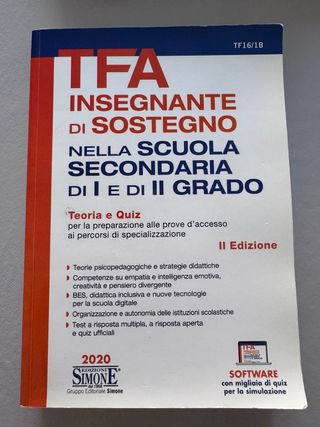 TF16/1B
TFA
INSEGNANTE
DI SOSTEGNO
NELLA SCUOLA
SECONDARIA
DI I E DI II GRADO
Teoria e Quiz
per la preparazione alle prove d'accesso
ai percorsi di specializzazione
II Edizione
Teorie psicopedagogiche e strategie didattiche
Competenze su empatia e intelligenza emotiva,
creatività e pensiero divergente
BES, didattica inclusiva e nuove tecnologie
per la scuola digitale
Organizzazione e autonomia delle istituzioni scolastiche
Test a risposta multipla, a risposta aperta
e quiz ufficiali
2020
EDIZIONI
SIMONE
Gruppo Editoriale Simone
TFA
SOFTWARE
con migliaia di quiz
per la simulazione